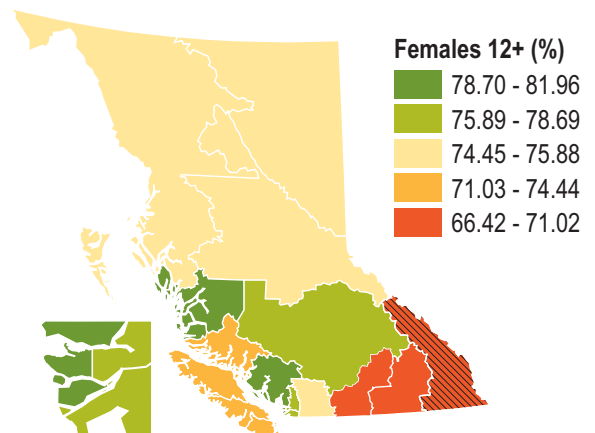 Females 12+ (%)
78.70 - 81.96
75.89 - 78.69
74.45 - 75.88
71.03 - 74.44
66.42 - 71.02